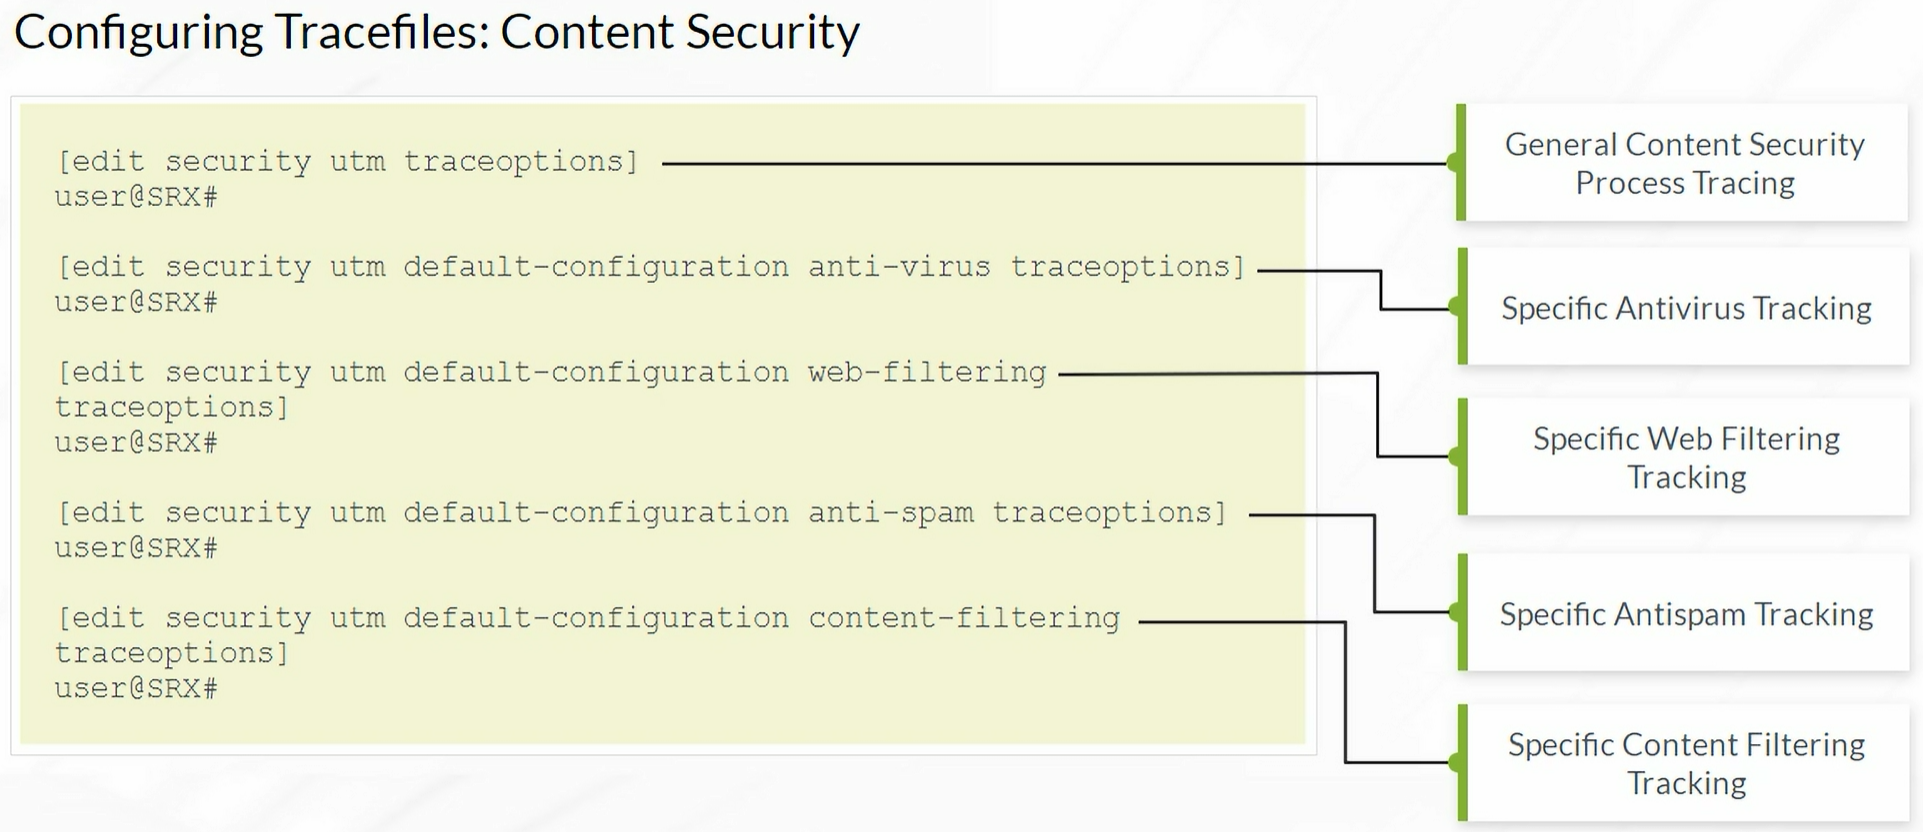 Configuring Tracefiles: Content Security
[edit security utm traceoptions]
user@SRX#
[edit security utm default-configuration anti-virus traceoptions]
user@SRX#
[edit security utm default-configuration web-filtering
traceoptions]
user@SRX#
[edit security utm default-configuration anti-spam traceoptions]
user@SRX#
[edit security utm default-configuration content-filtering
traceoptions]
user@SRX#
General Content Security
Process Tracing
Specific Antivirus Tracking
Specific Web Filtering
Tracking
Specific Antispam Tracking
Specific Content Filtering
Tracking